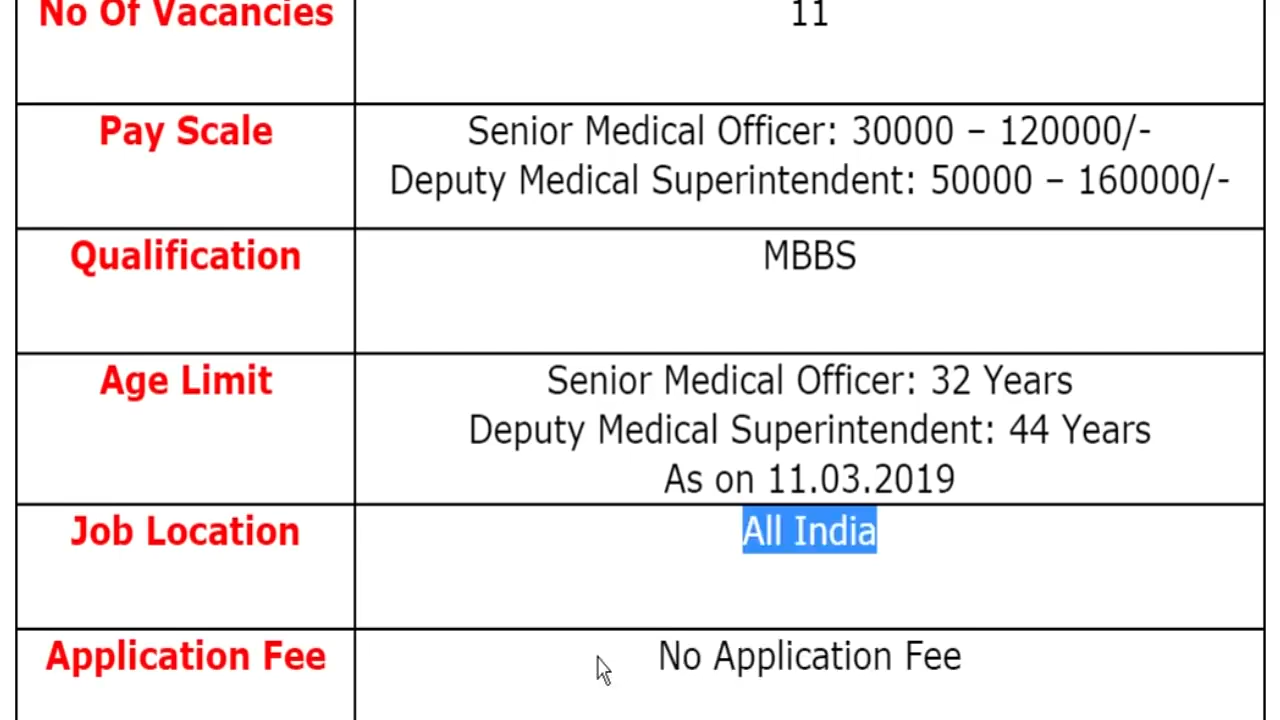 No Of Vacancies
11
Pay Scale
Senior Medical Officer: 30000 – 120000/-
Deputy Medical Superintendent: 50000 – 160000/-
Qualification
MBBS
Age Limit
Senior Medical Officer: 32 Years
Deputy Medical Superintendent: 44 Years
As on 11.03.2019
Job Location
All India
Application Fee
No Application Fee